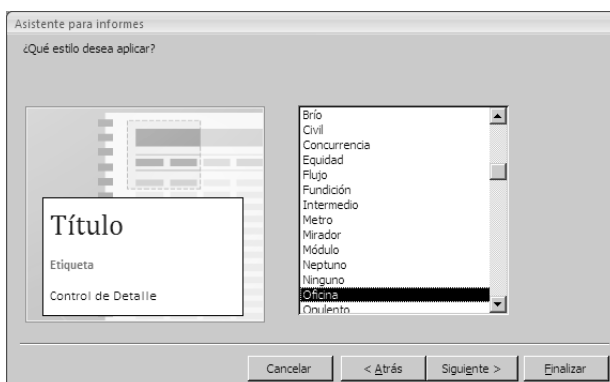 Asistente para informes
¿Qué estilo desea aplicar?
Título
Etiqueta
Control de Detalle
Brío
Civil
Concurrencia
Equidad
Flujo
Fundición
Intermedio
Metro
Mirador
Módulo
Neptuno
Ninguno
Oficina
Opulento
Cancelar
< Atrás
Siguiente >
Finalizar